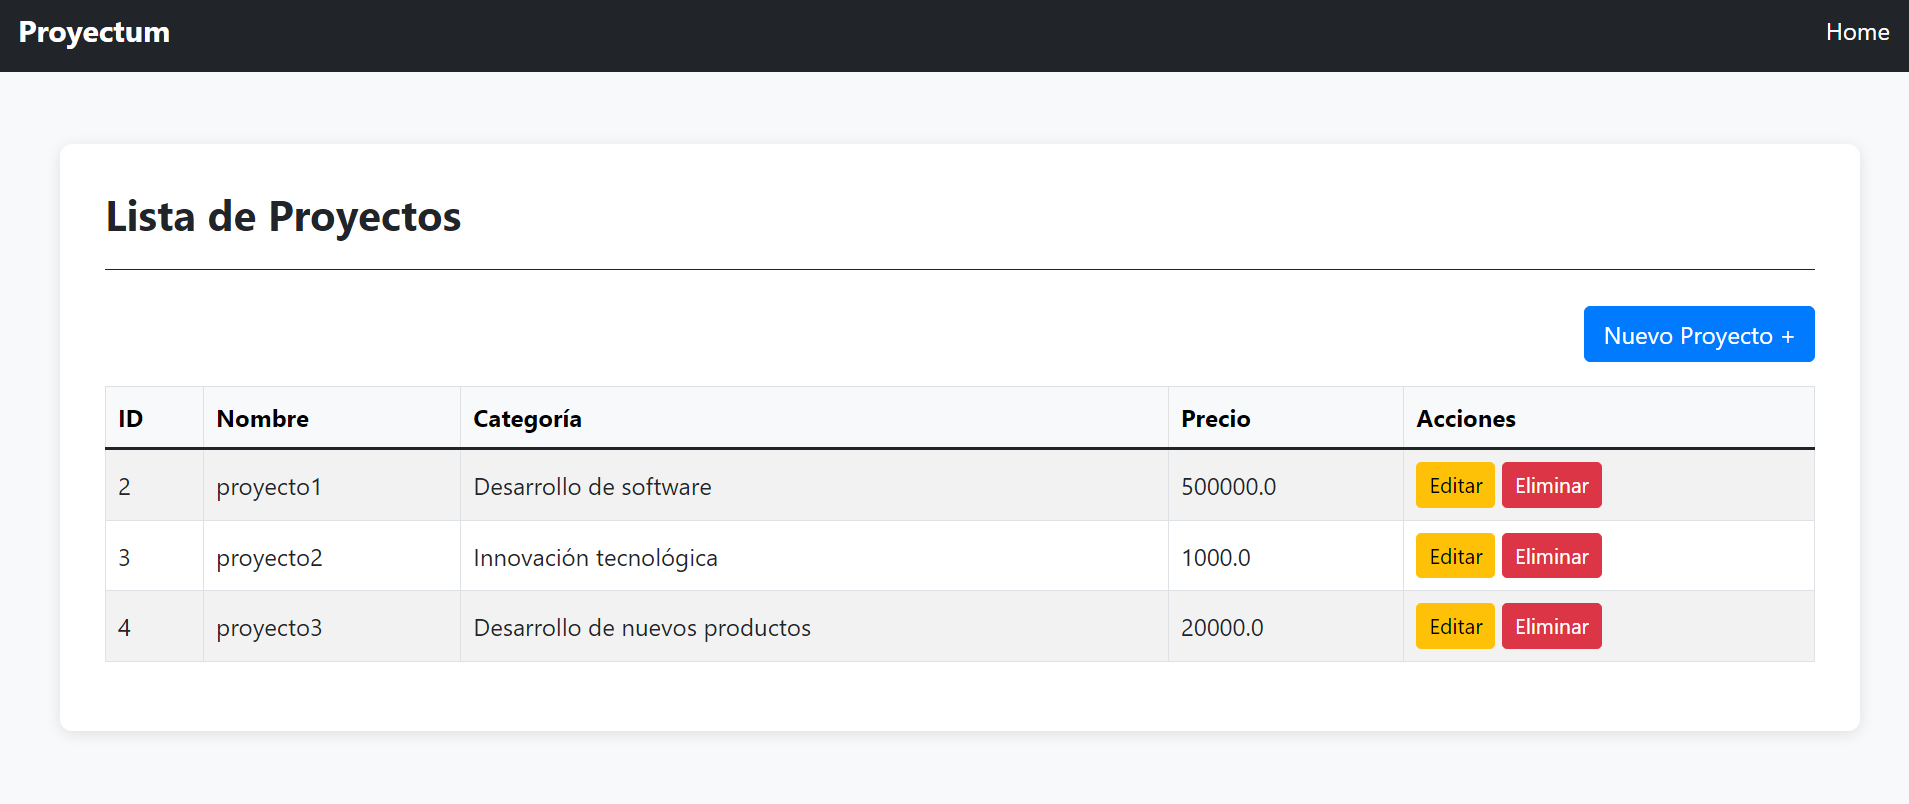 Proyectum Home
Lista de Proyectos
Nuevo Proyecto +
ID Nombre Categoría Precio Acciones
2 proyecto1 Desarrollo de software 500000.0 Editar Eliminar
3 proyecto2 Innovación tecnológica 1000.0 Editar Eliminar
4 proyecto3 Desarrollo de nuevos productos 20000.0 Editar Eliminar